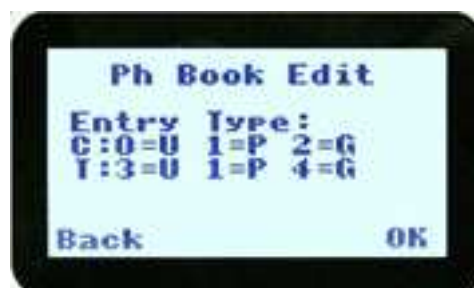 Ph Book Edit
Entry Type:
C:0=U 1=P 2=G
T:3=U 1=P 4=G
Back OK